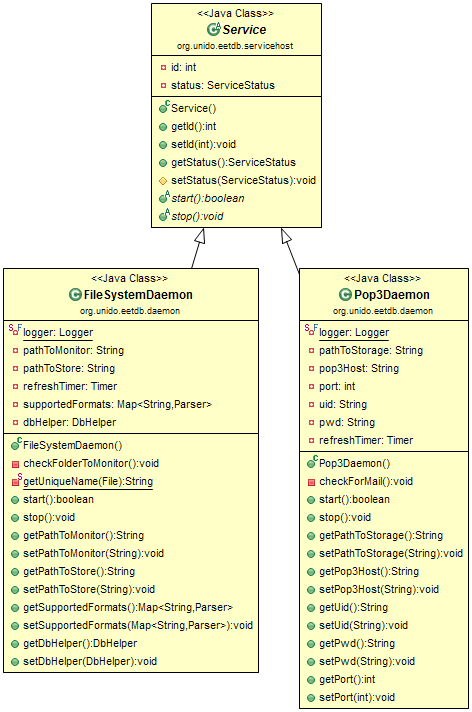 <<Java Class>>
Service
org.unido.eetdb.servicehost
id: int
status: ServiceStatus
Service()
getId():int
setId(int):void
getStatus():ServiceStatus
setStatus(ServiceStatus):void
start():boolean
stop():void
<<Java Class>>
FileSystemDaemon
org.unido.eetdb.daemon
logger: Logger
pathToMonitor: String
pathToStore: String
refreshTimer: Timer
supportedFormats: Map<String,Parser>
dbHelper: DbHelper
FileSystemDaemon()
checkFolderToMonitor():void
getUniqueName(File):String
start():boolean
stop():void
getPathToMonitor():String
setPathToMonitor(String):void
getPathToStore():String
setPathToStore(String):void
getSupportedFormats():Map<String,Parser>
setSupportedFormats(Map<String,Parser>):void
getDbHelper():DbHelper
setDbHelper(DbHelper):void
<<Java Class>>
Pop3Daemon
org.unido.eetdb.daemon
logger: Logger
pathToStorage: String
pop3Host: String
port: int
uid: String
pwd: String
refreshTimer: Timer
Pop3Daemon()
checkForMail():void
start():boolean
stop():void
getPathToStorage():String
setPathToStorage(String):void
getPop3Host():String
setPop3Host(String):void
getUid():String
setUid(String):void
getPwd():String
setPwd(String):void
getPort():int
setPort(int):void